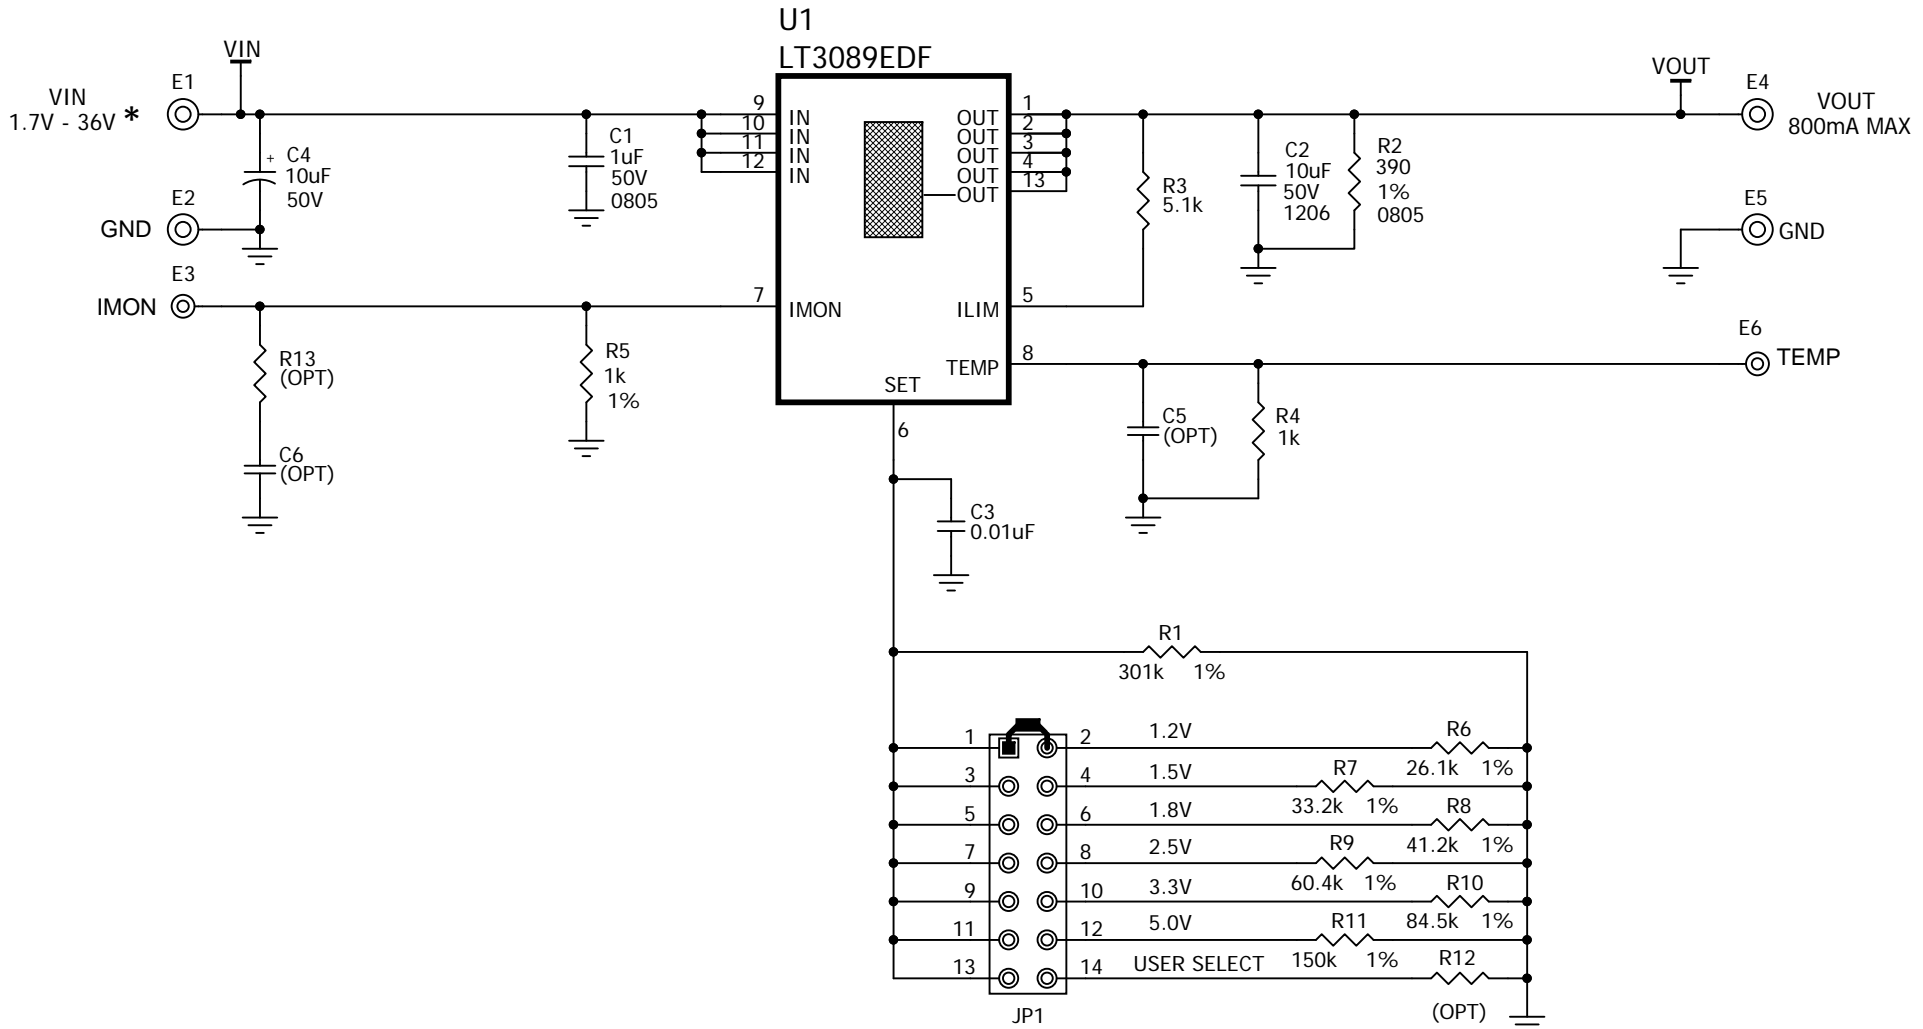 U1
LT3089EDF
VIN
VIN
1.7V - 36V *
E1
C4
+
10uF
50V
E2
GND
E3
IMON
R13
(OPT)
C6
(OPT)
C1
1uF
50V
0805
R5
1k
1%
9
10
11
12
7
IN
IN
IN
IN
IMON
OUT
OUT
OUT
OUT
OUT
ILIM
TEMP
SET
1
2
3
4
13
5
8
6
R3
5.1k
C2
10uF
50V
1206
R2
390
1%
0805
VOUT
E4
VOUT
800mA MAX
E5
GND
E6
TEMP
C5
(OPT)
R4
1k
C3
0.01uF
R1
301k 1%
1 2 1.2V R6
26.1k 1%
3 4 1.5V R7
33.2k 1%
5 6 1.8V R8
41.2k 1%
7 8 2.5V R9
60.4k 1%
9 10 3.3V R10
84.5k 1%
11 12 5.0V R11
150k 1%
13 14 USER SELECT R12
(OPT)
JP1